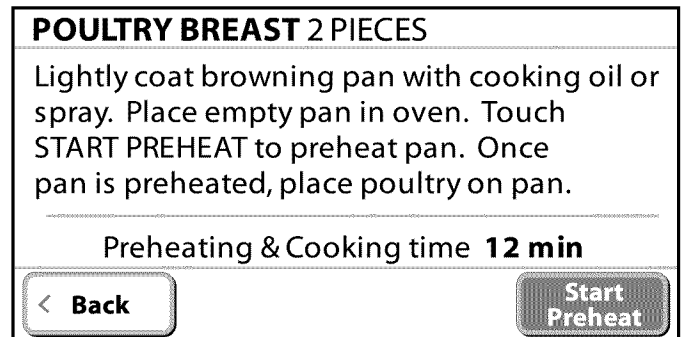 POULTRY BREAST 2 PIECES
Lightly coat browning pan with cooking oil or
spray. Place empty pan in oven. Touch
START PREHEAT to preheat pan. Once
pan is preheated, place poultry on pan.
Preheating & Cooking time 12 min
< Back
Start
Preheat